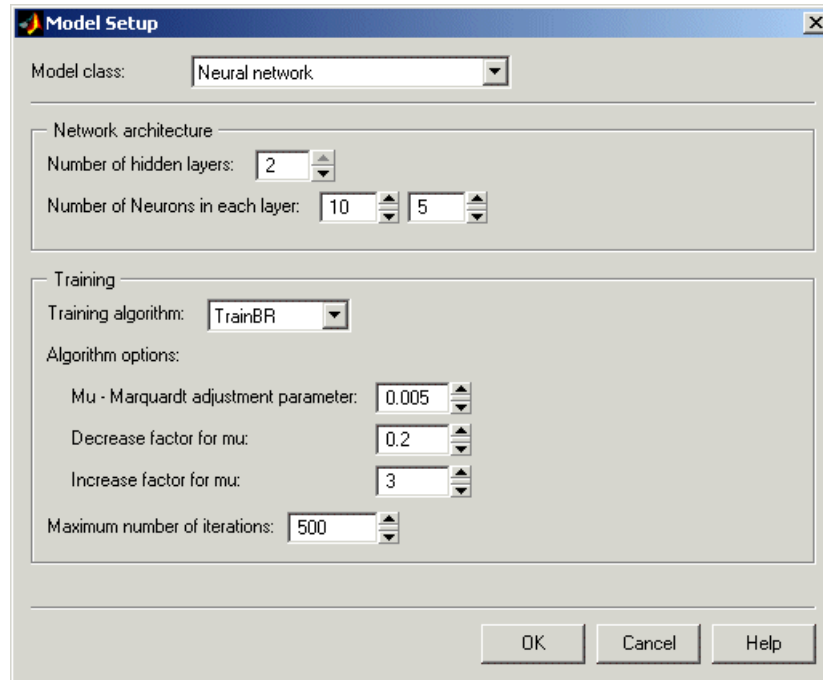 Model Setup
Model class: Neural network
Network architecture
Number of hidden layers: 2
Number of Neurons in each layer: 10 5
Training
Training algorithm: TrainBR
Algorithm options:
Mu - Marquardt adjustment parameter: 0.005
Decrease factor for mu: 0.2
Increase factor for mu: 3
Maximum number of iterations: 500
OK Cancel Help